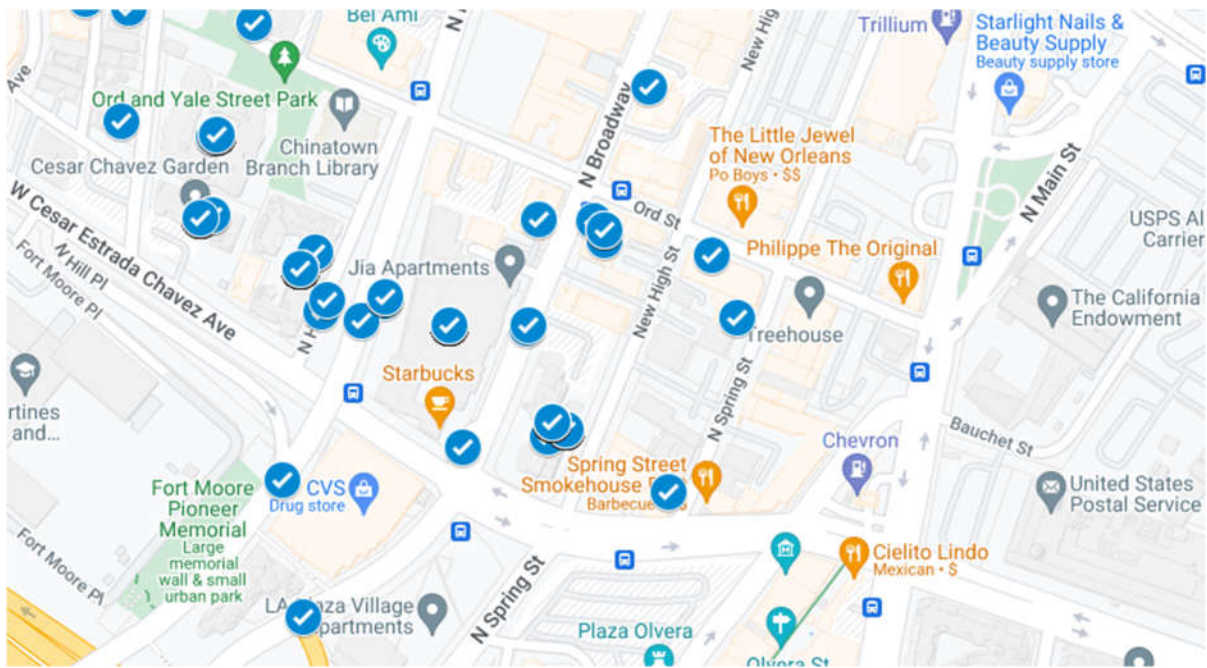 Bel Ami
Trillium
Starlight Nails &
Beauty Supply
Beauty supply store
Ave
Ord and Yale Street Park
Chinatown
Branch Library
N Broadway
The Little Jewel
of New Orleans
Po Boys • $$
N Main St
Cesar Chavez Garden
Ord St
USPS
Carrier
W Cesar Estrada Chavez Ave
N Hill Pl
Fort Moore Pl
Jia Apartments
New High St
Philippe The Original
The California
Endowment
Treehouse
Starbucks
rtines
and...
N Spring St
Bauchet St
Chevron
Fort Moore
Pioneer
Memorial
Large
memorial
wall & small
urban park
CVS
Drug store
Spring Street
Smokehouse
Barbecue
United States
Postal Service
Fort Moore Pl
Cielito Lindo
Mexican • $
N Spring St
Village
Plaza Olvera
Olvera St